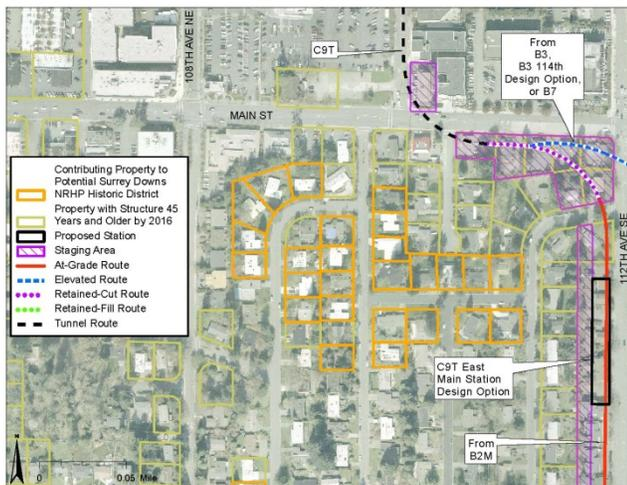 108TH AVE NE
C9T
From
B3,
B3 114th
Design Option,
or B7
MAIN ST
Contributing Property to
Potential Surrey Downs
NRHP Historic District
Property with Structure 45
Years and Older by 2016
Proposed Station
Staging Area
At-Grade Route
Elevated Route
Retained-Cut Route
Retained-Fill Route
Tunnel Route
112TH AVE SE
C9T East
Main Station
Design Option
From
B2M
N
0 0.05 Mile